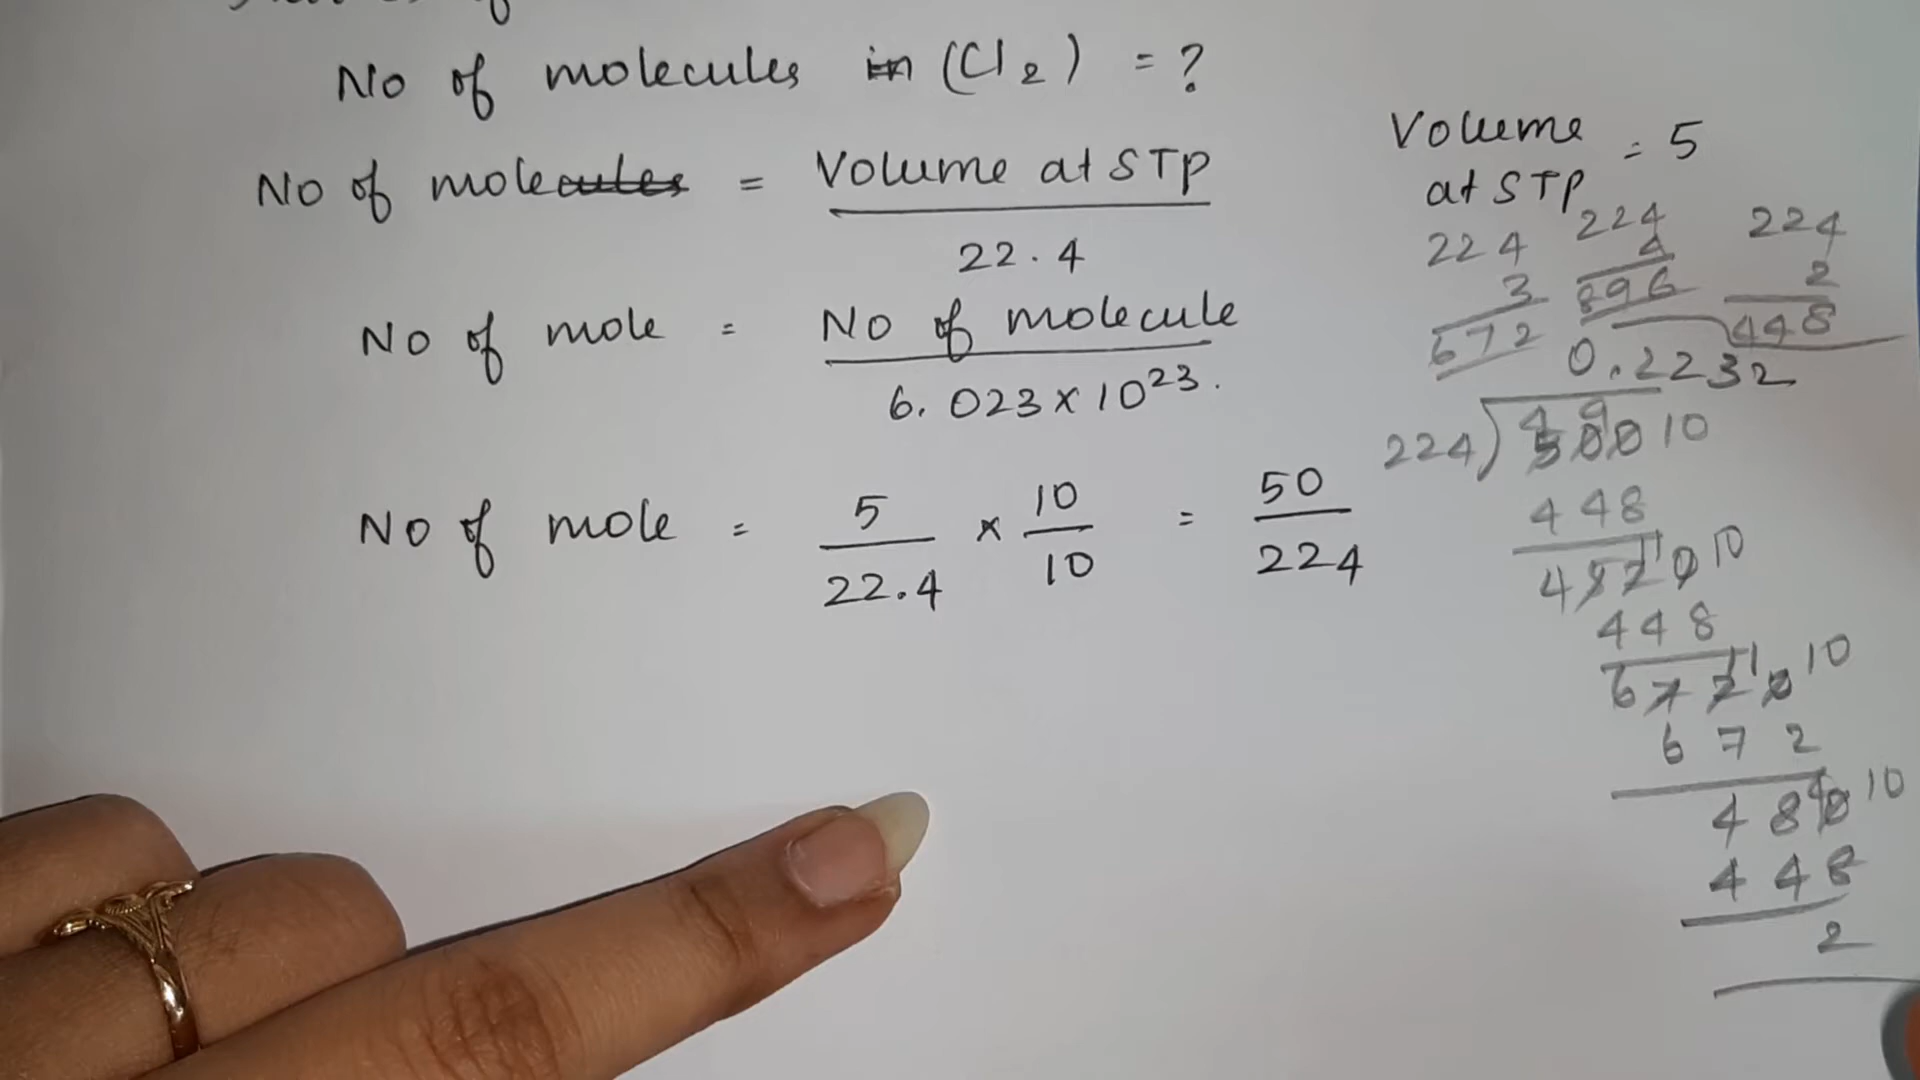 No of molecules in (Cl2) = ?
No of molecules = Volume at STP
22.4
No of mole = No of molecule
6.023 x 10^23.
No of mole = 5/22.4 x 10/10 = 50/224
Volume at STP = 5
224 224 224
3 4 2
672 896 448
0.2232
224) 500 10
448
520 10
448
6720 10
672
480 10
448
2